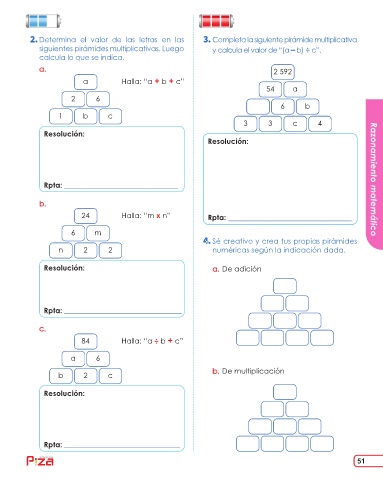 2. Determina el valor de las letras en las
siguientes pirámides multiplicativas. Luego
calcula lo que se indica.
a.
a
Halla: "a + b + c"
2 6
1 b c
Resolución:
Rpta:
b.
24
Halla: "m x n"
6 m
n 2 2
Resolución:
Rpta:
c.
84
Halla: "a ÷ b + c"
a 6
b 2 c
Resolución:
Rpta:
3. Completa la siguiente pirámide multiplicativa
y calcula el valor de "(a – b) ÷ c".
2 592
54 a
6 b
3 3 c 4
Resolución:
Rpta:
4. Sé creativo y crea tus propias pirámides
numéricas según la indicación dada.
a. De adición
b. De multiplicación
Razonamiento matemático
Piza
51